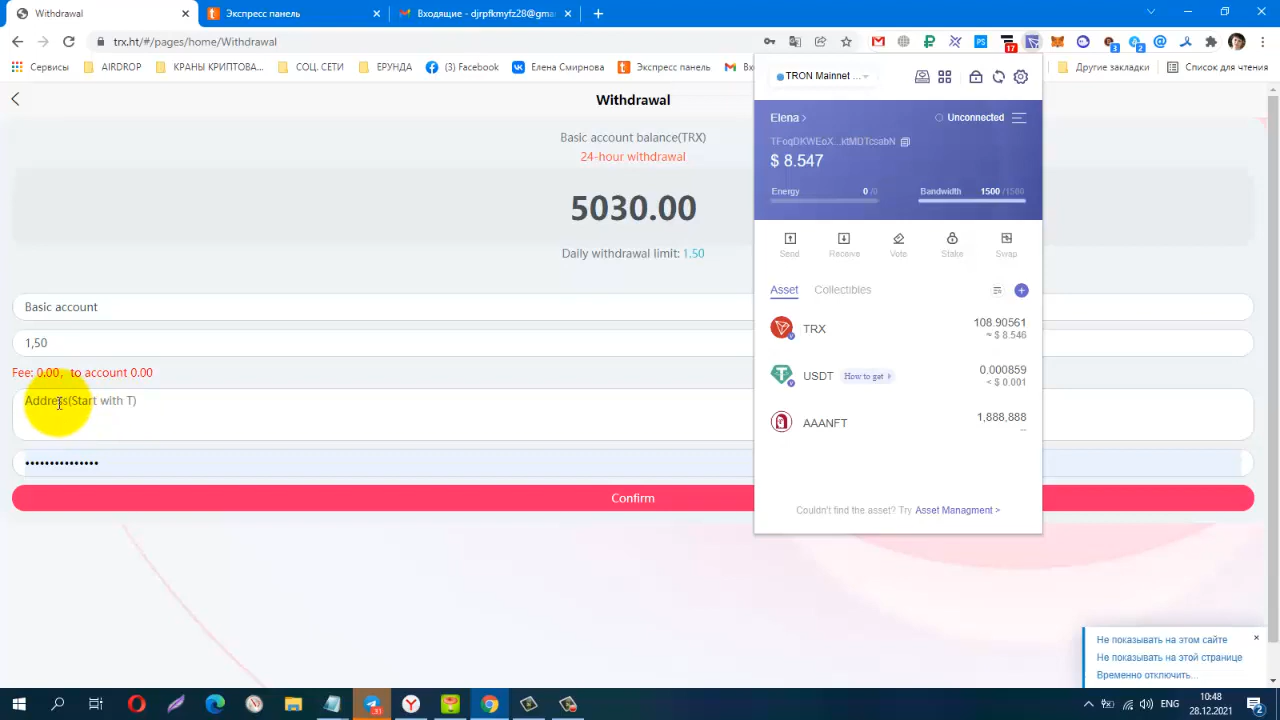 Withdrawal
Экспресс панель
Входящие - djrpfkmyfz28@gmai
trx.ht/#/pages/home/Withdrawal
17
3
2
Сервисы
AIRDROP
КРАНЫ КРИПТОВА...
СОЦ. СЕТИ
ЕРУНДА
(3) Facebook
Елена Смирнова
Экспресс панель
Другие закладки
Список для чтения
Withdrawal
Basic account balance(TRX)
24-hour withdrawal
5030.00
Daily withdrawal limit: 1.50
Basic account
1,50
Fee: 0.00, to account 0.00
Address(Start with T)
•••••••••••••••
Confirm
TRON Mainnet ...
Elena >
Unconnected
$ 8.547
Energy
0 /0
Bandwidth
1500 /1500
Send
Receive
Vote
Stake
Swap
Asset
Collectibles
TRX
108.90561
≈ $ 8.546
USDT
How to get
0.000859
< $ 0.001
AAANFT
1,888,888
--
Couldn't find the asset? Try Asset Managment >
Не показывать на этом сайте
Не показывать на этой странице
Временно отключить...
ENG
10:48
28.12.2021
2